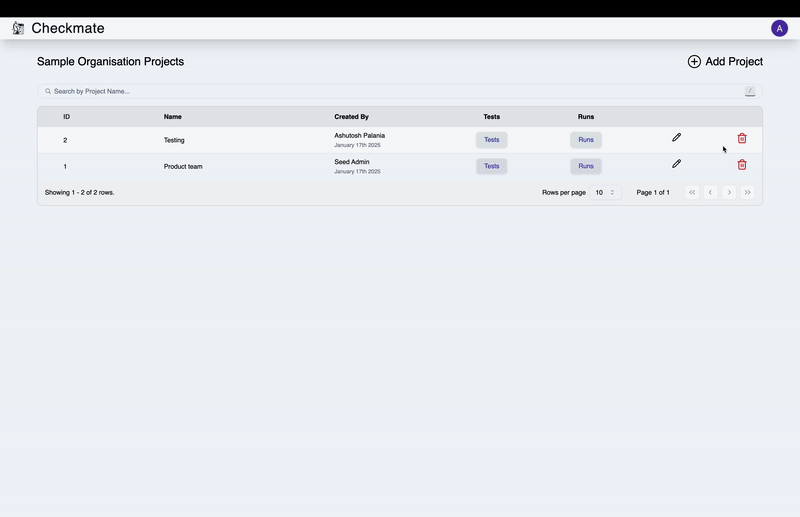 Checkmate
A
Sample Organisation Projects
Add Project
Search by Project Name...
/
ID Name Created By Tests Runs
2 Testing Ashutosh Palania Tests Runs
January 17th 2025
1 Product team Seed Admin Tests Runs
January 17th 2025
Showing 1 - 2 of 2 rows. Rows per page 10 Page 1 of 1